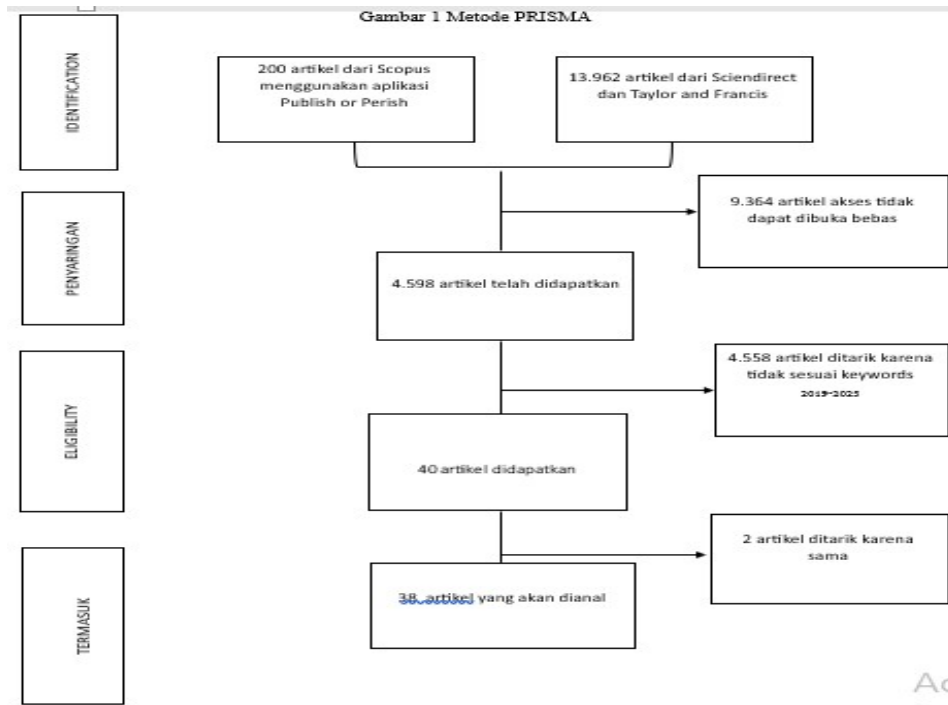 Gambar 1 Metode PRISMA
IDENTIFICATION
200 artikel dari Scopus
menggunakan aplikasi
Publish or Perish
13.962 artikel dari Sciendirect
dan Taylor and Francis
PENYARINGAN
9.364 artikel akses tidak
dapat dibuka bebas
4.598 artikel telah didapatkan
ELIGIBILITY
4.558 artikel ditarik karena
tidak sesuai keywords
2019-2025
40 artikel didapatkan
TERMASUK
2 artikel ditarik karena
sama
38 artikel yang akan dianal